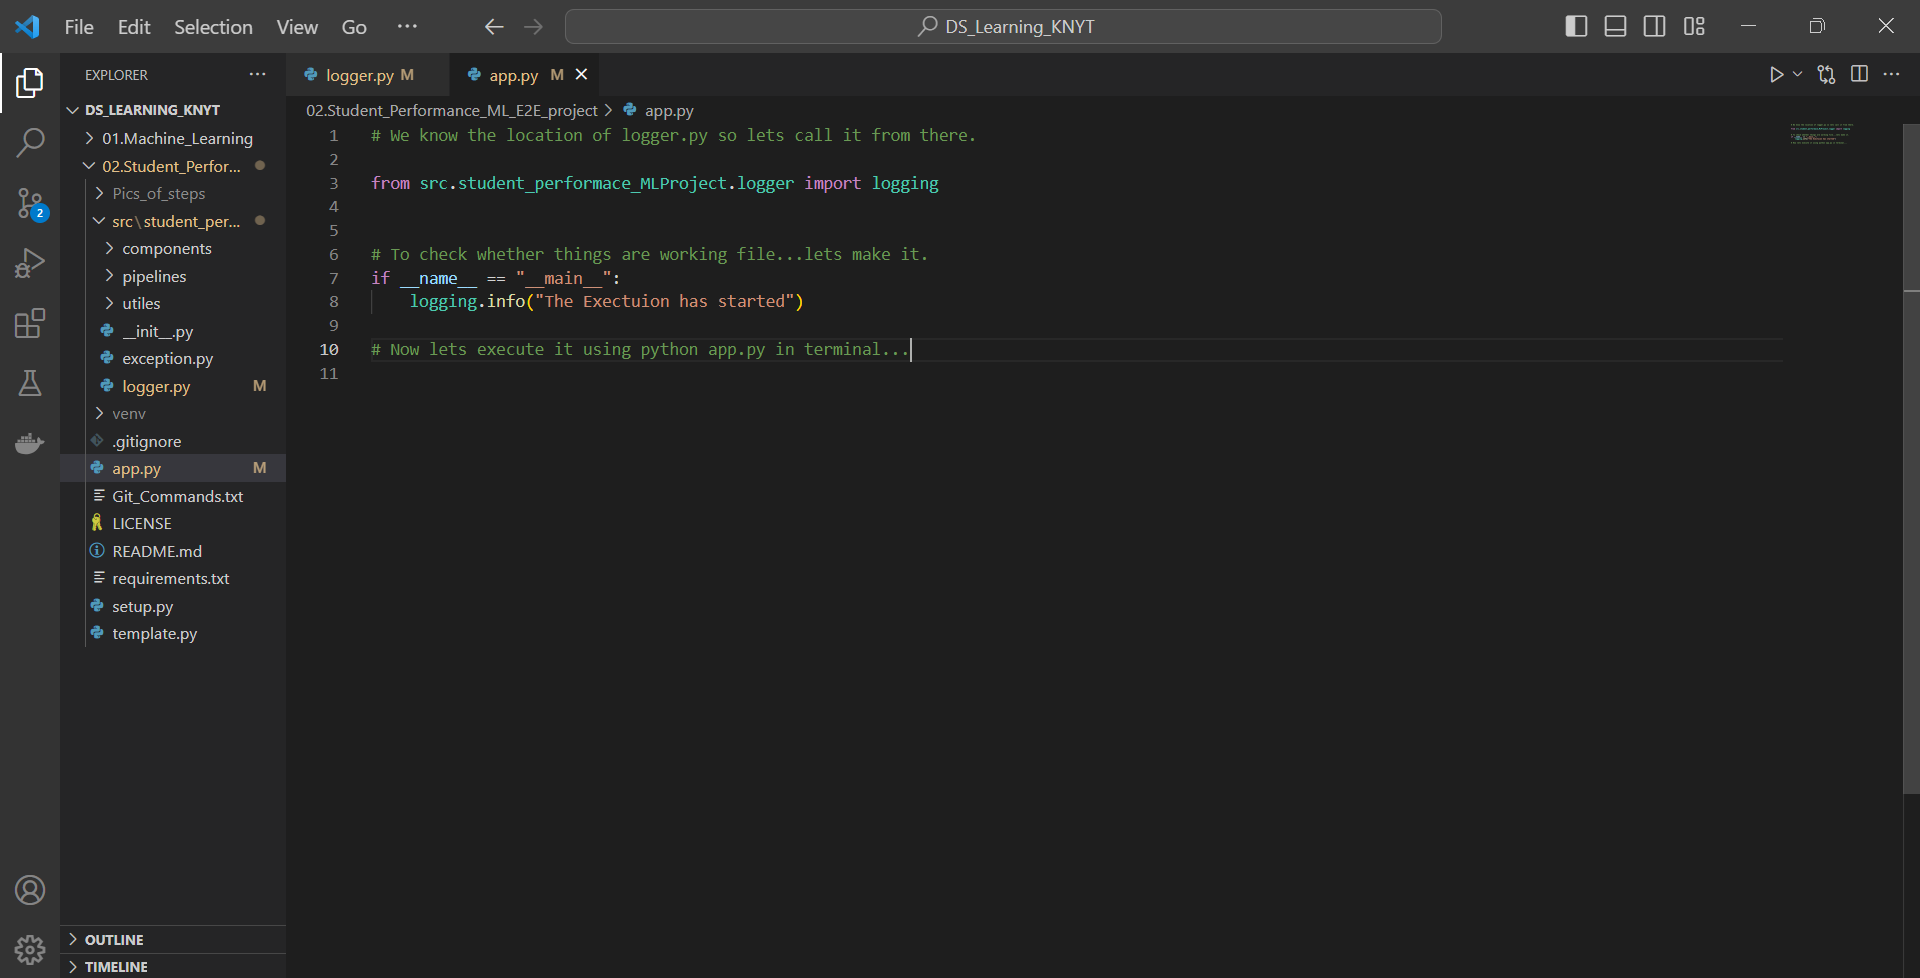 File Edit Selection View Go ··· DS_Learning_KNYT
EXPLORER ···
DS_LEARNING_KNYT
01.Machine_Learning
02.Student_Perfor...
Pics_of_steps
src\student_per...
components
pipelines
utiles
__init__.py
exception.py
logger.py M
venv
.gitignore
app.py M
Git_Commands.txt
LICENSE
README.md
requirements.txt
setup.py
template.py
OUTLINE
TIMELINE
2
logger.py M app.py M
02.Student_Performance_ML_E2E_project > app.py
1 # We know the location of logger.py so lets call it from there.
2
3 from src.student_performace_MLProject.logger import logging
4
5
6 # To check whether things are working file...lets make it.
7 if __name__ == "__main__":
8 logging.info("The Exectuion has started")
9
10 # Now lets execute it using python app.py in terminal...
11